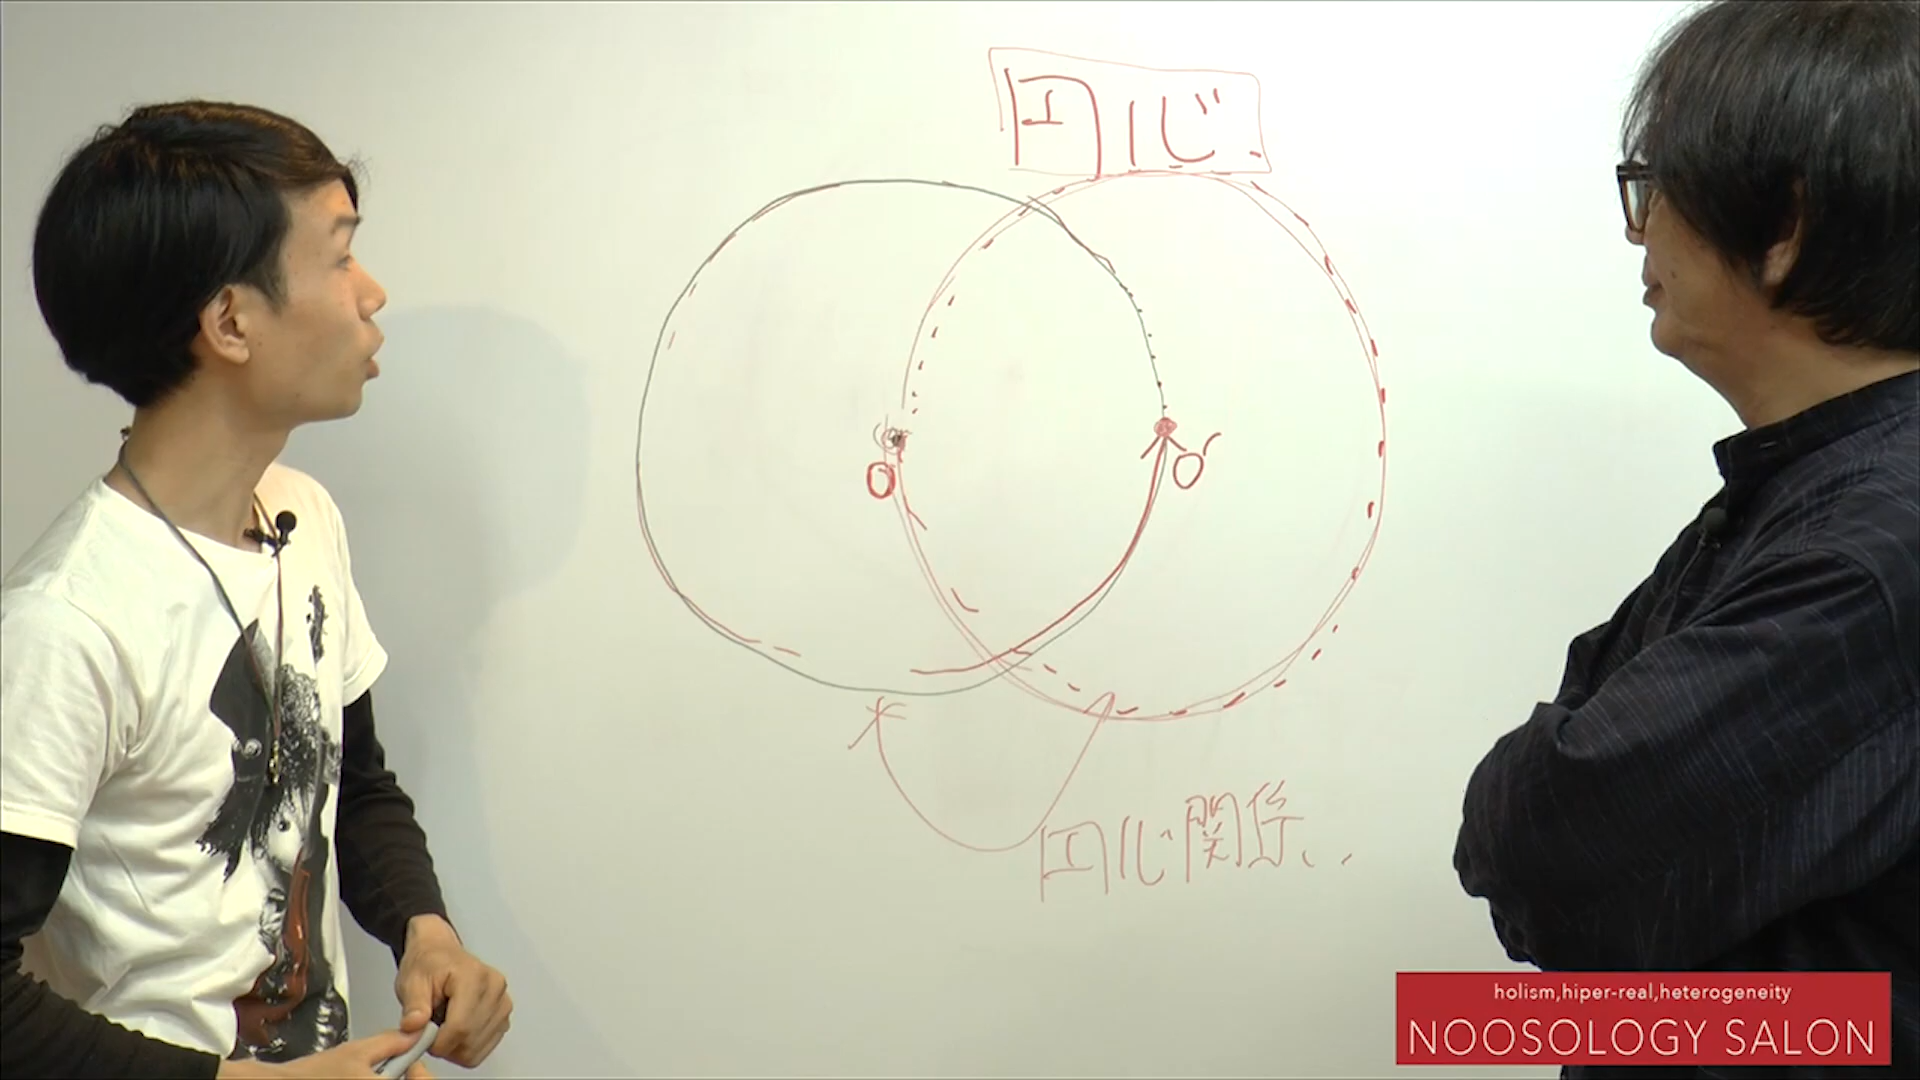 円心
O
O'
円心関係..
holism,hiper-real,heterogeneity
NOOSOLOGY SALON